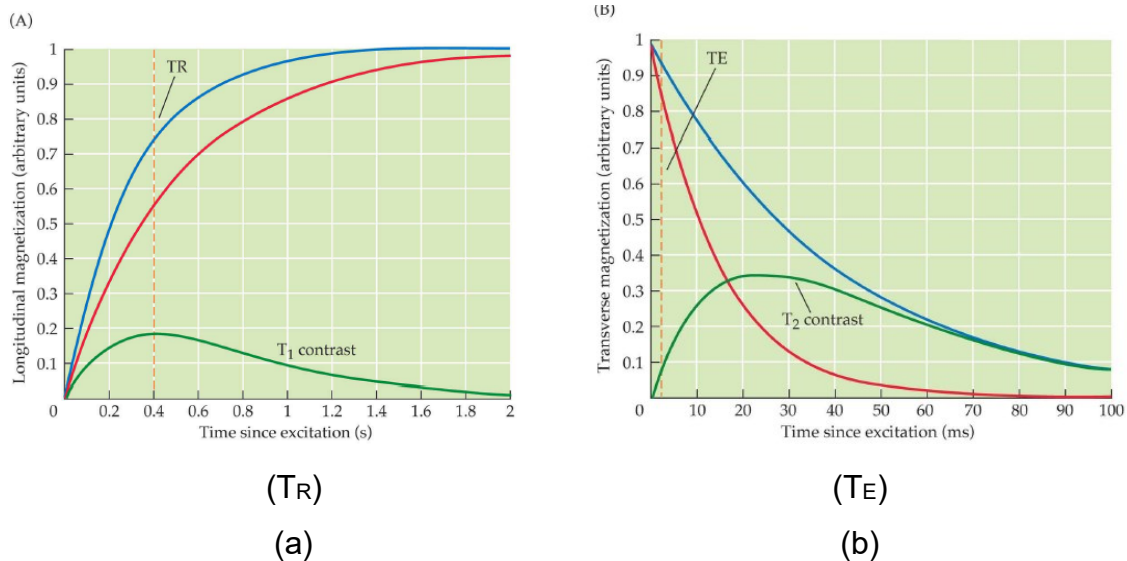 (A)
Longitudinal magnetization (arbitrary units)
1
0.9
0.8
0.7
0.6
0.5
0.4
0.3
0.2
0.1
0
TR
T1 contrast
0.2 0.4 0.6 0.8 1 1.2 1.4 1.6 1.8 2
Time since excitation (s)
(TR)
(a)
(B)
Transverse magnetization (arbitrary units)
1
0.9
0.8
0.7
0.6
0.5
0.4
0.3
0.2
0.1
0
TE
T2 contrast
10 20 30 40 50 60 70 80 90 100
Time since excitation (ms)
(TE)
(b)